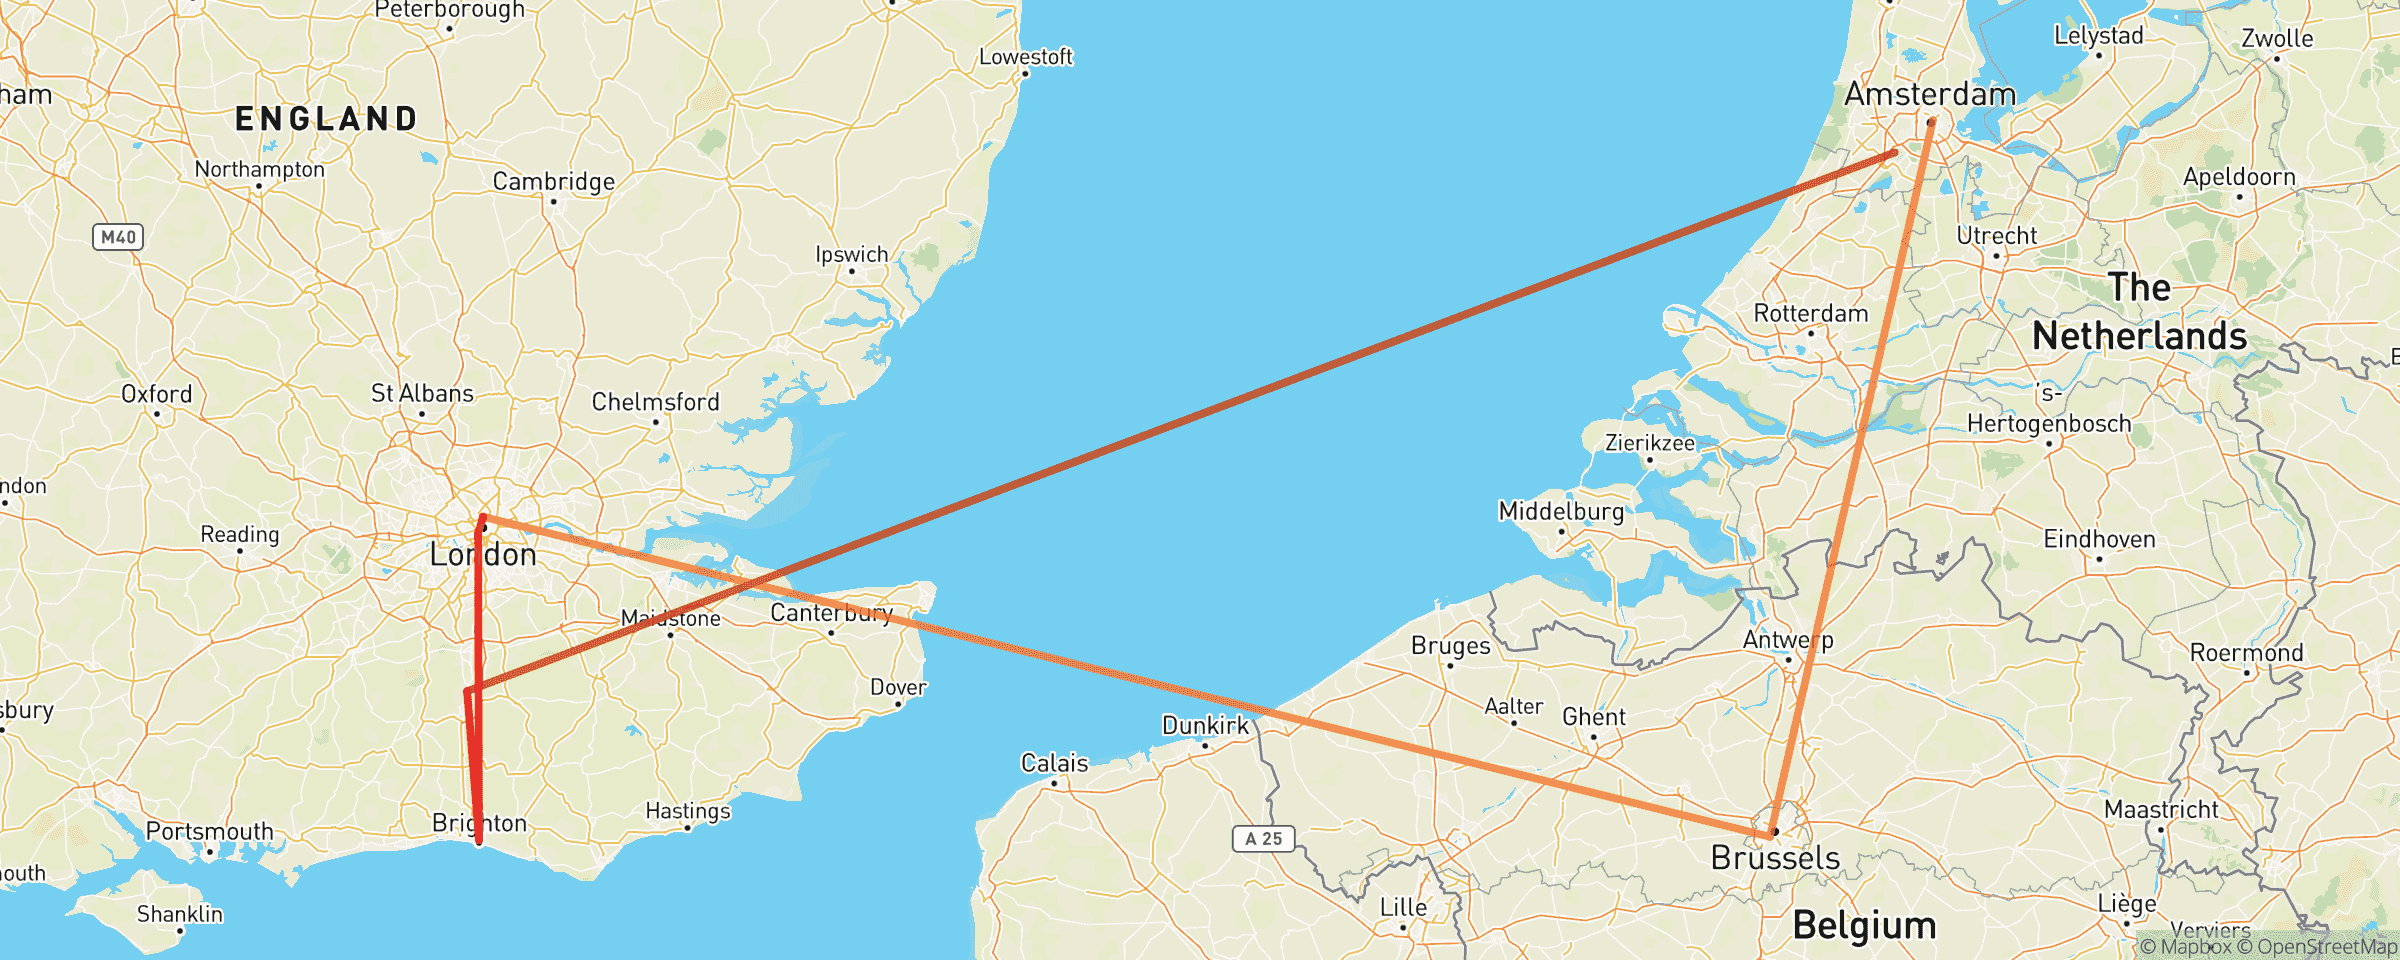 Peterborough
Lowestoft
Lelystad
Zwolle
ham
Amsterdam
ENGLAND
Northampton
Cambridge
Apeldoorn
M40
Utrecht
Ipswich
The
Netherlands
Rotterdam
Oxford
St Albans
Chelmsford
's-
Hertogenbosch
Zierikzee
ndon
Middelburg
Reading
London
Eindhoven
Maidstone
Canterbury
Bruges
Antwerp
Roermond
Dover
sbury
Aalter
Ghent
Dunkirk
Calais
Hastings
Maastricht
Brighton
Portsmouth
A 25
Brussels
outh
Lille
Liège
Shanklin
Belgium
Verviers
© Mapbox © OpenStreetMap